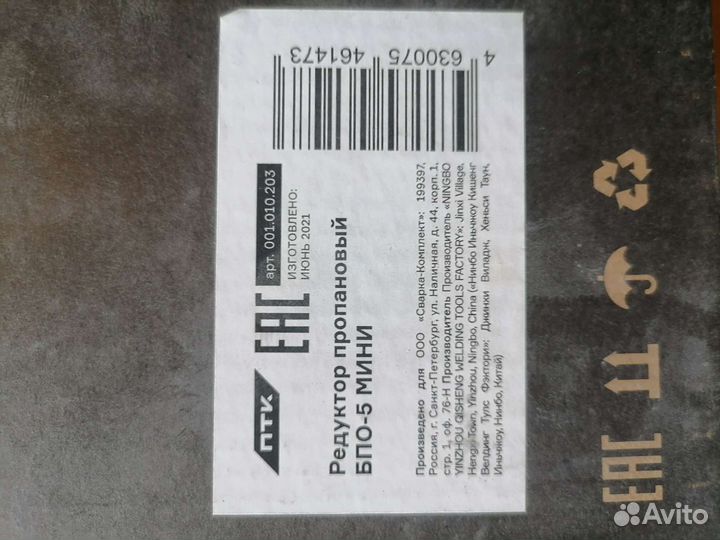 ПТК
EAC
арт. 001.010.203
ИЗГОТОВЛЕНО:
ИЮНЬ 2021
Редуктор пропановый
БПО-5 МИНИ
4 630075 461473
Произведено для ООО «Сварка-Комплект»: 199397,
Россия, г. Санкт-Петербург, ул. Наличная, д. 44, корп. 1,
стр. 1, оф. 76-Н Производитель Производитель «NINGBO
YINZHOU QISHENG WELDING TOOLS FACTORY»; Jinxi Village,
Hengxi Town, Yinzhou, Ningbo, China («Нинбо Иньчжоу Кишенг
Велдинг Тулс Фэктори»; Джинкси Виладж, Хеньси Таун,
Иньчжоу, Нинбо, Китай)
EAC
Avito